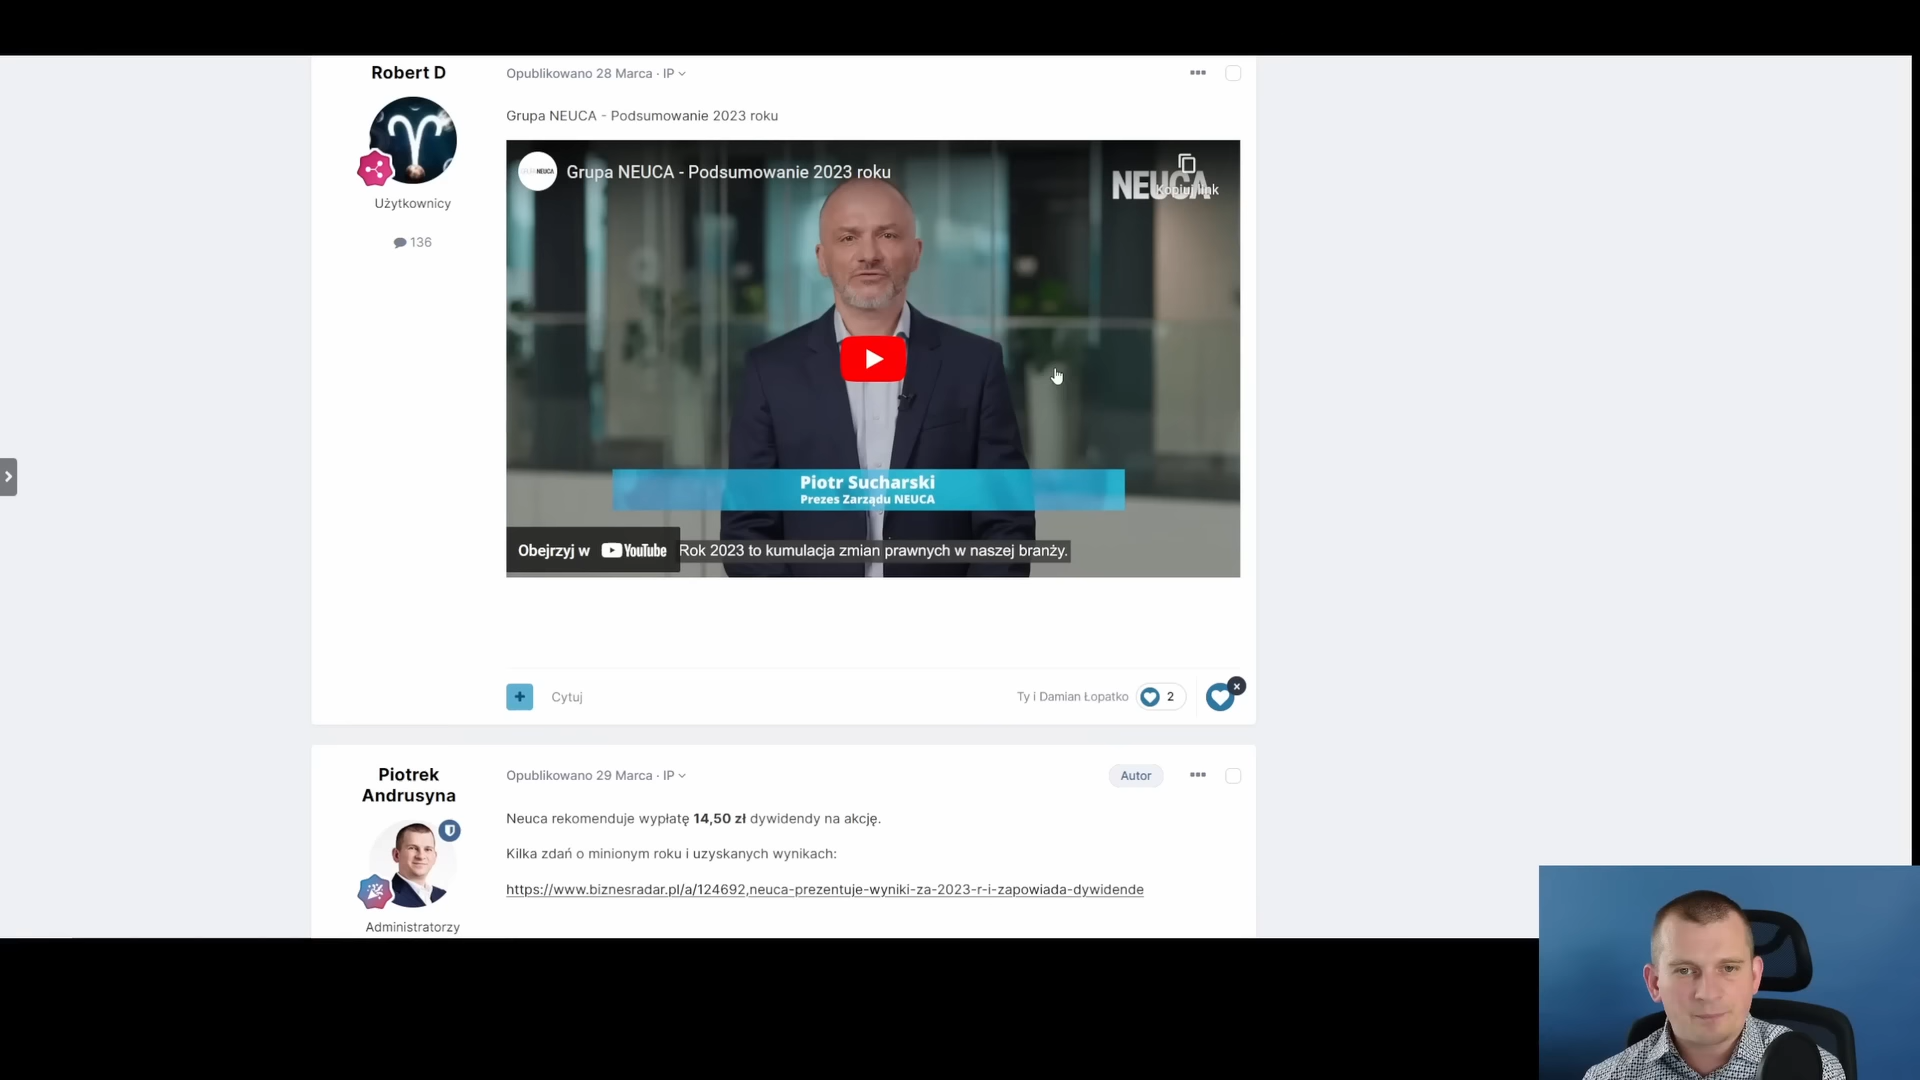 Robert D
Opublikowano 28 Marca · IP
Grupa NEUCA - Podsumowanie 2023 roku
Grupa NEUCA - Podsumowanie 2023 roku
NEUCA
Kopiuj link
Użytkownicy
136
Piotr Sucharski
Prezes Zarządu NEUCA
Obejrzyj w YouTube
Rok 2023 to kumulacja zmian prawnych w naszej branży.
Cytuj
Ty i Damian Łopatko
2
Piotrek
Andrusyna
Opublikowano 29 Marca · IP
Autor
Neuca rekomenduje wypłatę 14,50 zł dywidendy na akcję.
Kilka zdań o minionym roku i uzyskanych wynikach:
https://www.biznesradar.pl/a/124692,neuca-prezentuje-wyniki-za-2023-r-i-zapowiada-dywidende
Administratorzy